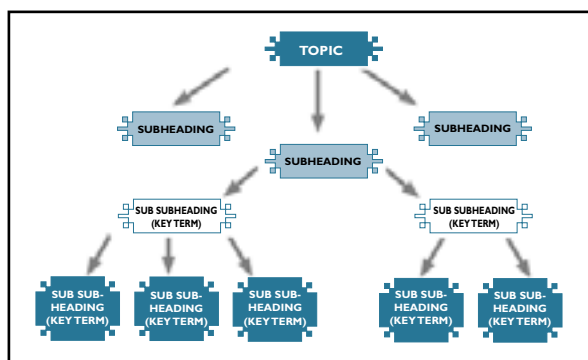 TOPIC
SUBHEADING
SUBHEADING
SUBHEADING
SUB SUBHEADING
(KEY TERM)
SUB SUBHEADING
(KEY TERM)
SUB SUB-
HEADING
(KEY TERM)
SUB SUB-
HEADING
(KEY TERM)
SUB SUB-
HEADING
(KEY TERM)
SUB SUB-
HEADING
(KEY TERM)
SUB SUB-
HEADING
(KEY TERM)